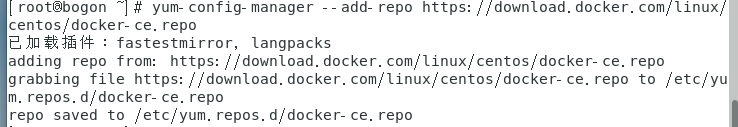 [root@bogon ~]# yum-config-manager --add-repo https://download.docker.com/linux/
centos/docker-ce.repo
已加载插件：fastestmirror, langpacks
adding repo from: https://download.docker.com/linux/centos/docker-ce.repo
grabbing file https://download.docker.com/linux/centos/docker-ce.repo to /etc/yu
m.repos.d/docker-ce.repo
repo saved to /etc/yum.repos.d/docker-ce.repo